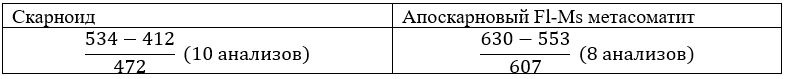 Скарноид
Апоскарновый Fl-Ms метасоматит
534 − 412
472
(10 анализов)
630 − 553
607
(8 анализов)